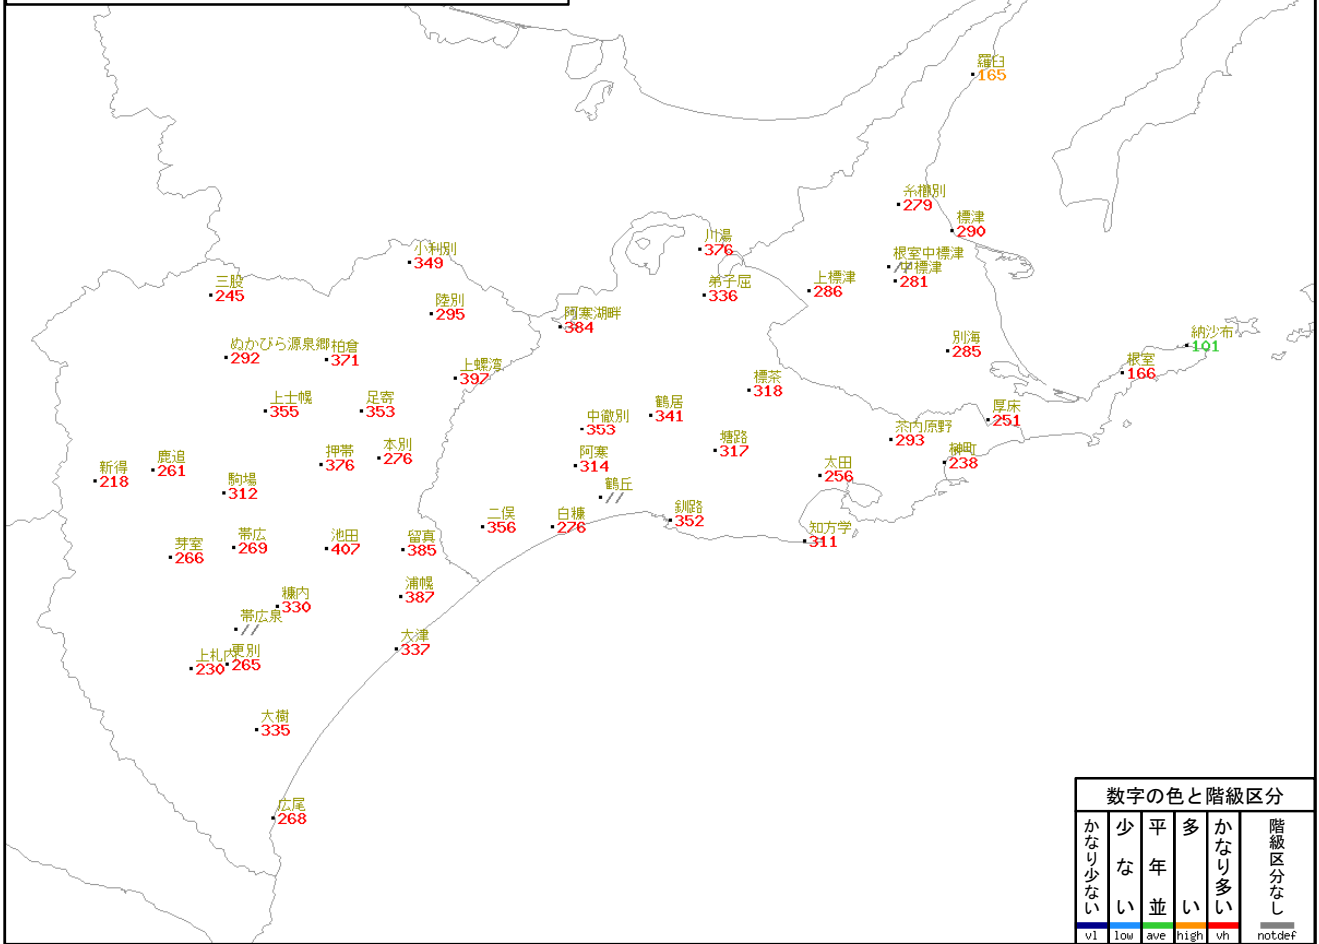 羅臼
165
糸櫛別
279
標津
290
川湯
376
小利別
349
根室中標津
//
中標津
281
三股
245
弟子屈
336
上標津
286
陸別
295
阿寒湖畔
384
納沙布
101
ぬかびら源泉郷
292
柏倉
371
別海
285
根室
166
上螺湾
397
標茶
318
上士幌
355
足寄
353
鶴居
341
厚床
251
中徹別
353
茶内原野
293
塘路
317
本別
276
押帯
376
榊町
238
鹿追
261
新得
218
阿寒
314
太田
256
駒場
312
鶴丘
//
釧路
352
二俣
356
白糠
276
知方学
311
芽室
266
帯広
269
池田
407
留真
385
浦幌
387
糠内
330
帯広泉
//
大津
337
上札内
230
更別
265
大樹
335
広尾
268
数字の色と階級区分
かなり少ない
少ない
平年並
多い
かなり多い
階級区分なし
vl
low
ave
high
vh
notdef